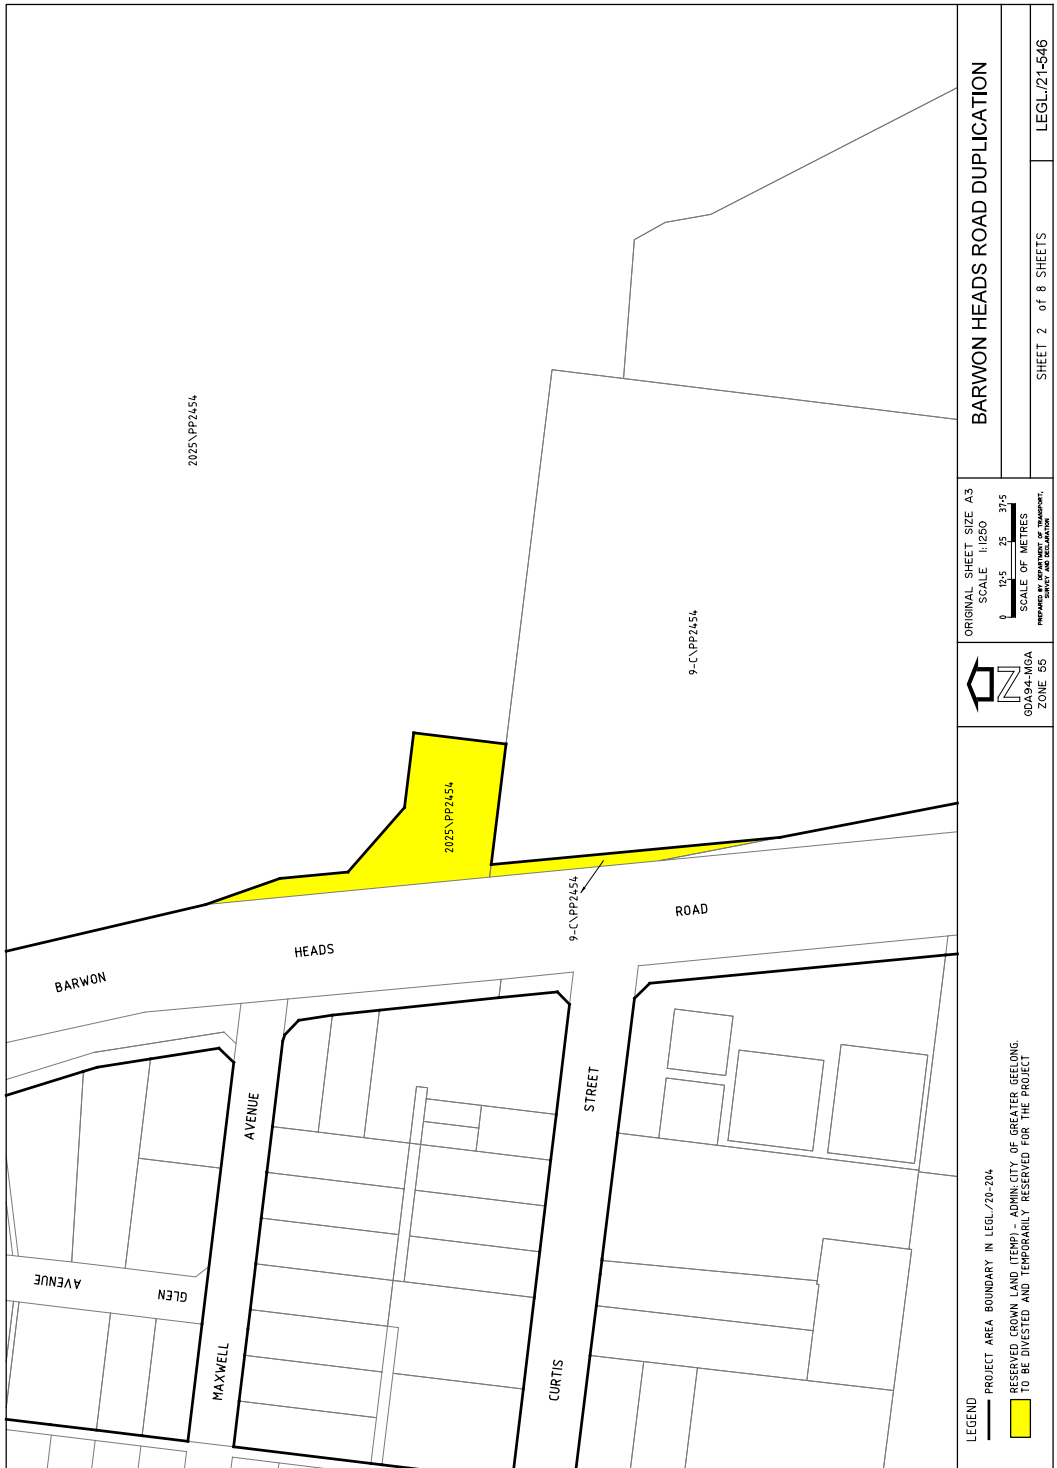 2025\PP2454
9-C\PP2454
2025\PP2454
9-C\PP2454
BARWON
HEADS
ROAD
AVENUE
STREET
AVENUE
GLEN
MAXWELL
CURTIS
LEGEND
PROJECT AREA BOUNDARY IN LEGL./20-204
RESERVED CROWN LAND (TEMP) - ADMIN: CITY OF GREATER GEELONG.
TO BE DIVESTED AND TEMPORARILY RESERVED FOR THE PROJECT
N
GDA94-MGA
ZONE 55
ORIGINAL SHEET SIZE A3
SCALE 1:1250
0 12·5 25 37·5
SCALE OF METRES
PREPARED BY DEPARTMENT OF TRANSPORT,
SURVEY AND DECLARATION
BARWON HEADS ROAD DUPLICATION
SHEET 2 of 8 SHEETS
LEGL./21-546